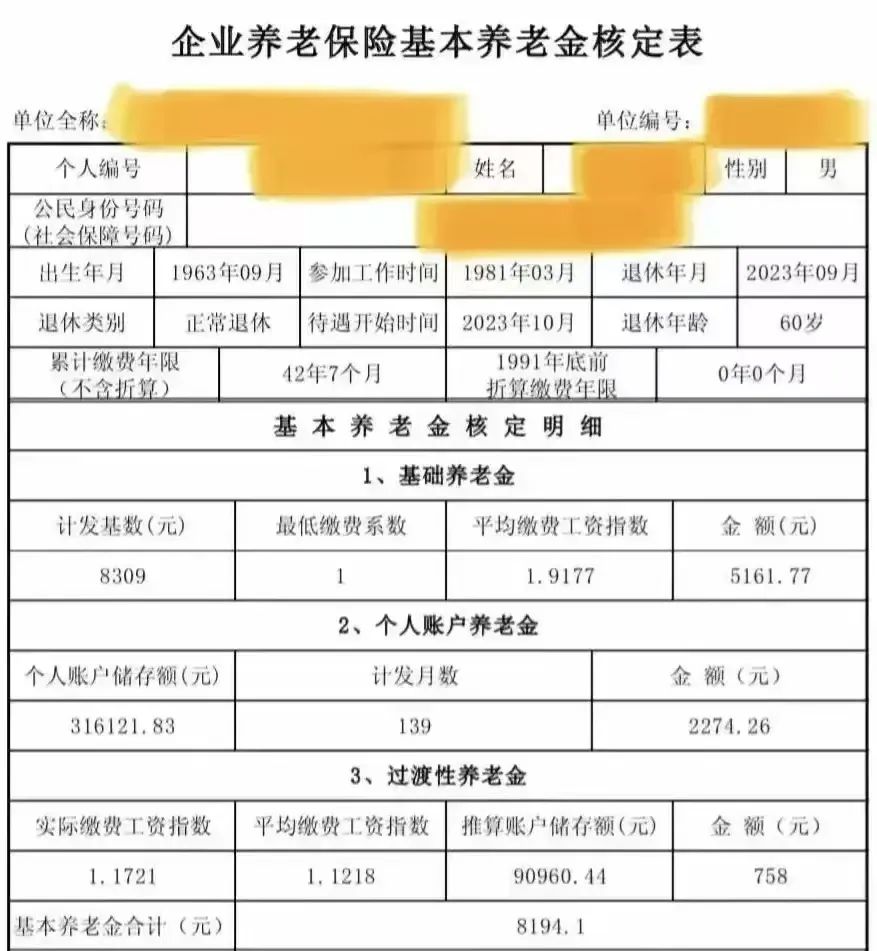 企业养老保险基本养老金核定表
单位全称: 单位编号:
个人编号 姓名 性别 男
公民身份号码
(社会保障号码)
出生年月 1963年09月 参加工作时间 1981年03月 退休年月 2023年09月
退休类别 正常退休 待遇开始时间 2023年10月 退休年龄 60岁
累计缴费年限
(不含折算) 42年7个月 1991年底前
折算缴费年限 0年0个月
基本养老金核定明细
1、基础养老金
计发基数(元) 最低缴费系数 平均缴费工资指数 金 额(元)
8309 1 1.9177 5161.77
2、个人账户养老金
个人账户储存额(元) 计发月数 金 额（元）
316121.83 139 2274.26
3、过渡性养老金
实际缴费工资指数 平均缴费工资指数 推算账户储存额(元) 金 额（元）
1.1721 1.1218 90960.44 758
基本养老金合计（元） 8194.1